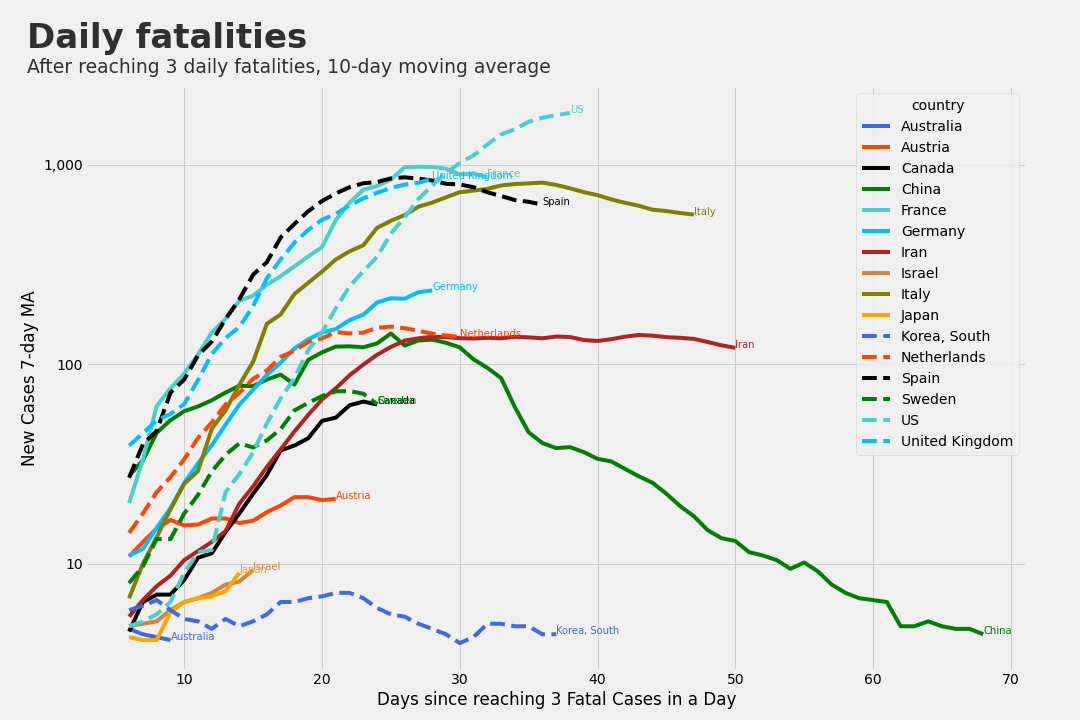 Daily fatalities
After reaching 3 daily fatalities, 10-day moving average
New Cases 7-day MA
1,000
100
10
US
France
United Kingdom
Spain
Italy
Germany
Netherlands
Iran
Canada
Sweden
Austria
Israel
Japan
Australia
Korea, South
China
country
Australia
Austria
Canada
China
France
Germany
Iran
Israel
Italy
Japan
Korea, South
Netherlands
Spain
Sweden
US
United Kingdom
10
20
30
40
50
60
70
Days since reaching 3 Fatal Cases in a Day